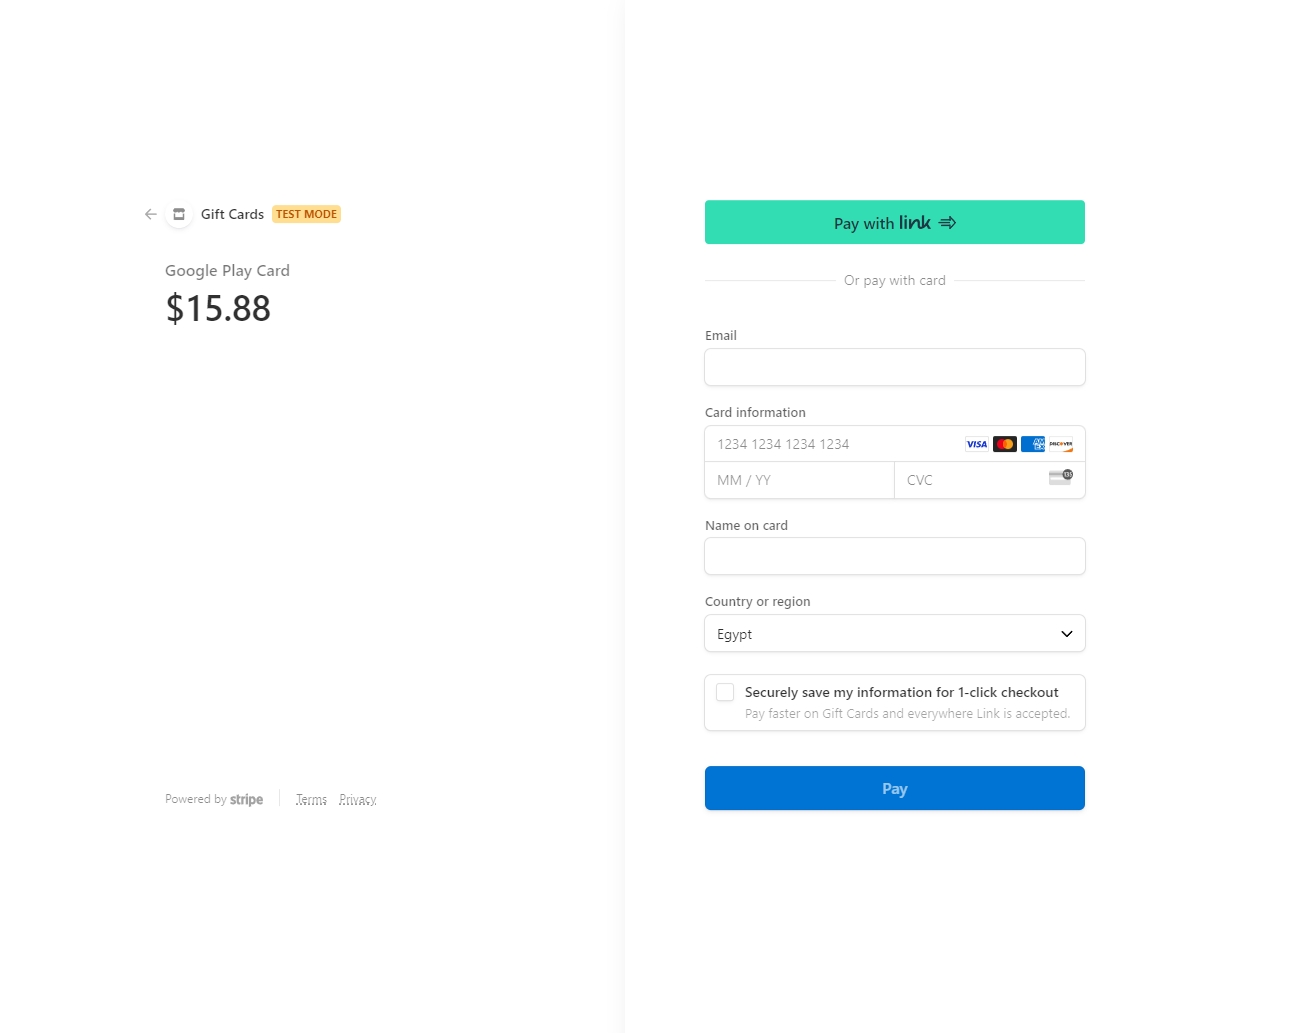 Gift Cards TEST MODE
Google Play Card
$15.88
Powered by stripe Terms Privacy
Pay with link
Or pay with card
Email
Card information
1234 1234 1234 1234 VISA AMEX DISCOVER
MM / YY CVC 135
Name on card
Country or region
Egypt
Securely save my information for 1-click checkout
Pay faster on Gift Cards and everywhere Link is accepted.
Pay